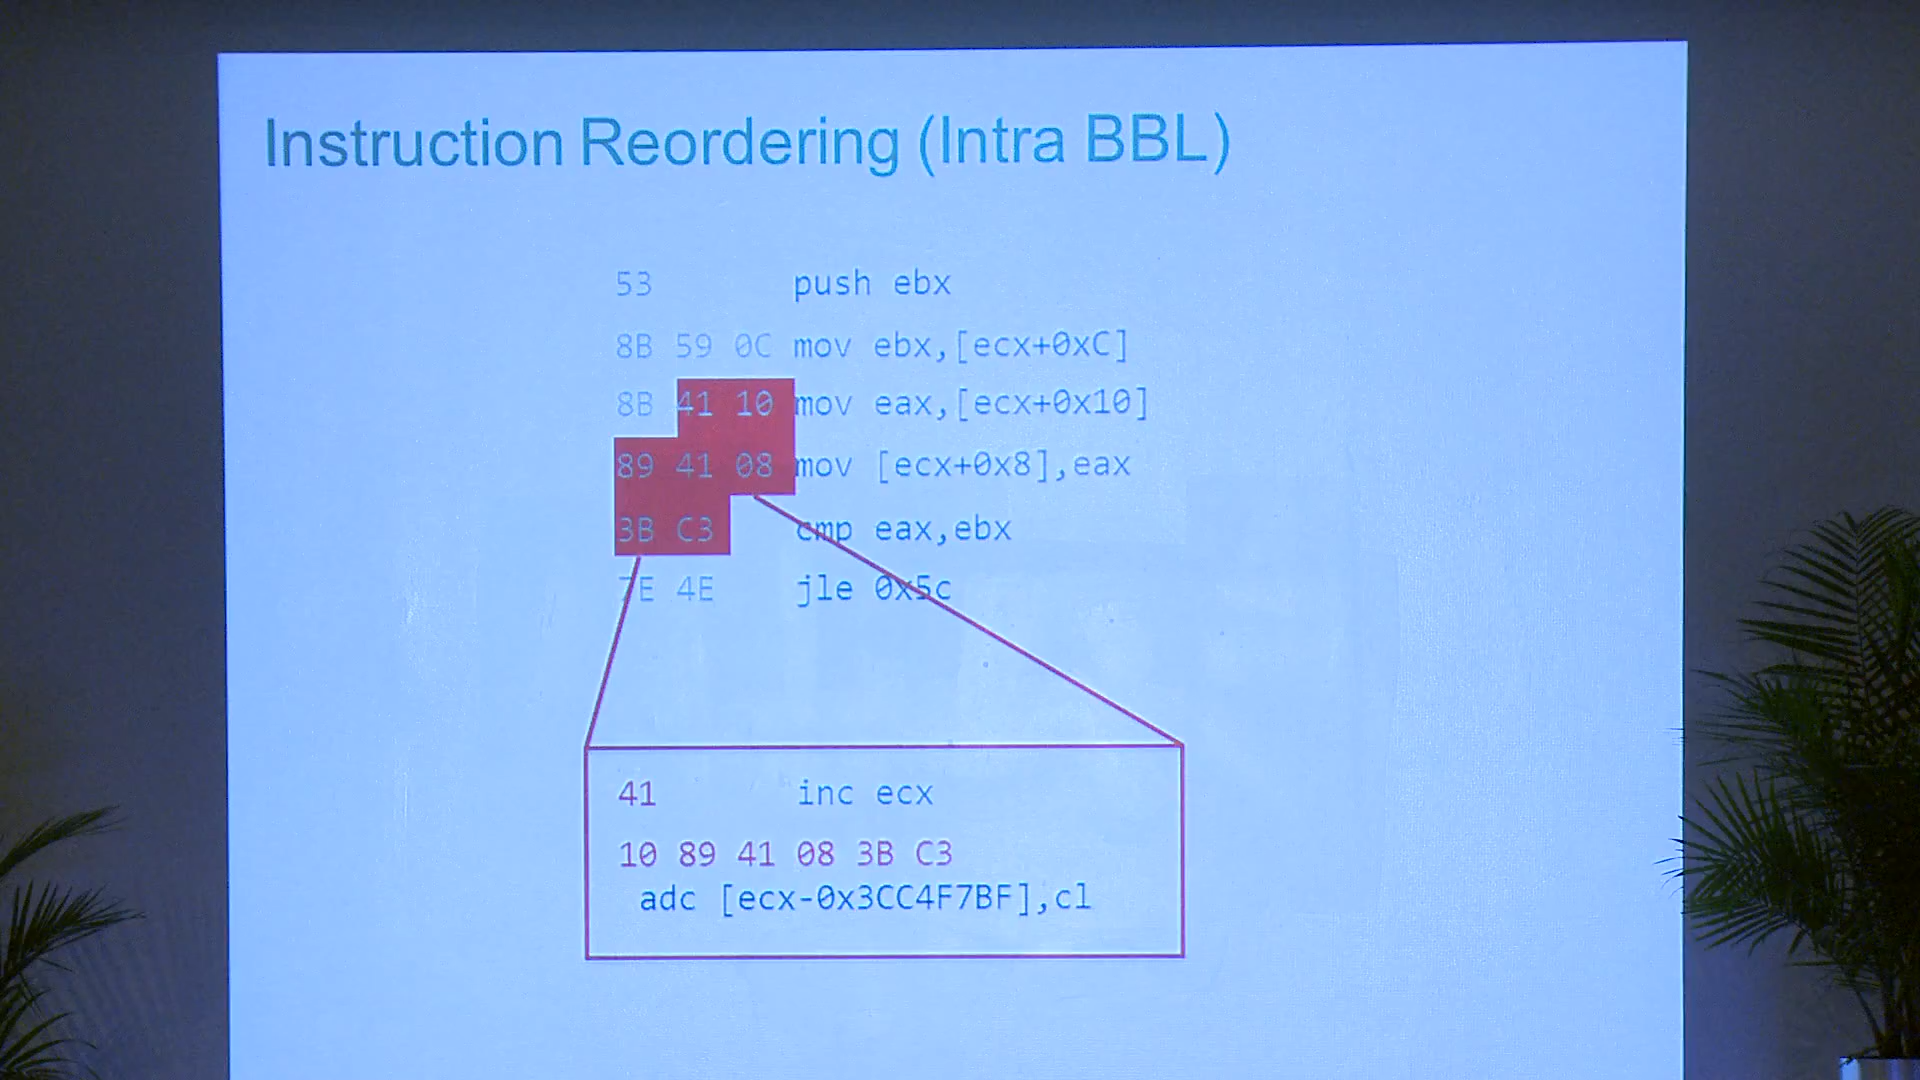 Instruction Reordering (Intra BBL)
53 push ebx
8B 59 0C mov ebx,[ecx+0xC]
8B 41 10 mov eax,[ecx+0x10]
89 41 08 mov [ecx+0x8],eax
3B C3 cmp eax,ebx
7E 4E jle 0x5c
41 inc ecx
10 89 41 08 3B C3
adc [ecx-0x3CC4F7BF],cl